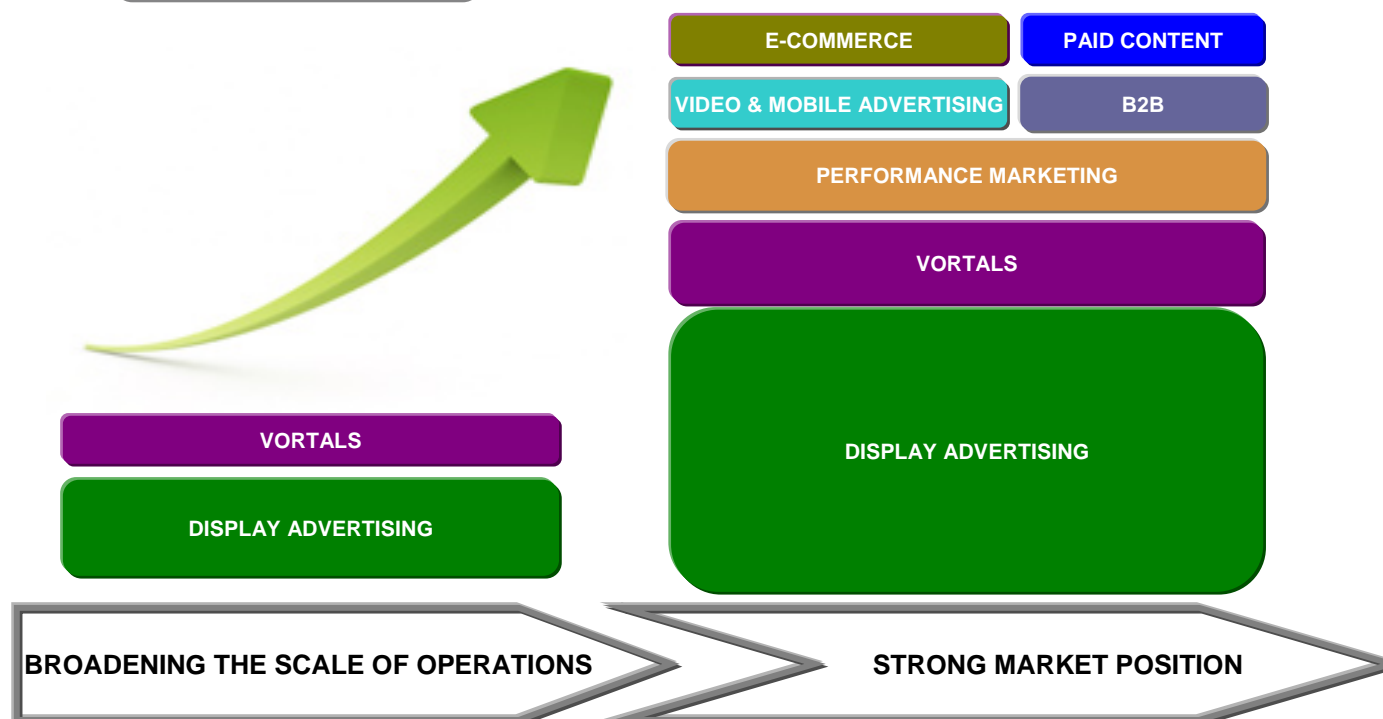 E-COMMERCE
PAID CONTENT
VIDEO & MOBILE ADVERTISING
B2B
PERFORMANCE MARKETING
VORTALS
DISPLAY ADVERTISING
VORTALS
DISPLAY ADVERTISING
BROADENING THE SCALE OF OPERATIONS
STRONG MARKET POSITION